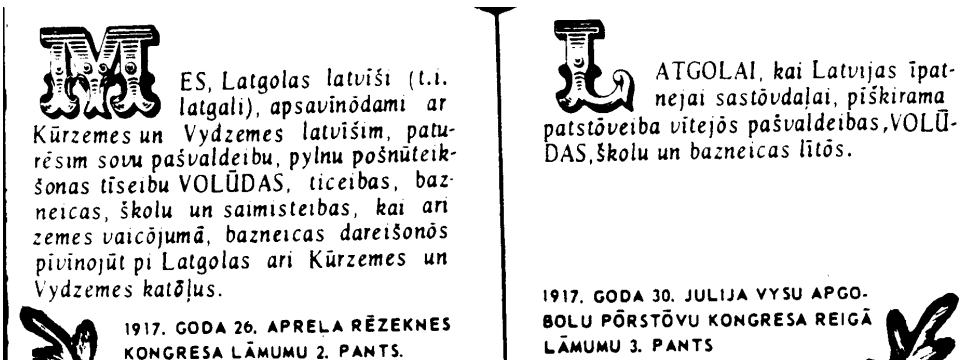 MES, Latgolas latvīši (t.i.
latgali), apsavīnōdami ar
Kūrzemes un Vydzemes latvīšim, patu-
rēsim sovu pašvaldeibu, pylnu pošnūteik-
šonas tīseibu VOLŪDAS, ticeibas, baz-
neicas, školu un saimisteibas, kai ari
zemes vaicōjumā, bazneicas dareišonōs
pīvīnojūt pi Latgolas ari Kūrzemes un
Vydzemes katōļus.
1917. GODA 26. APRELA RĒZEKNES
KONGRESA LĀMUMU 2. PANTS.
LATGOLAI, kai Latvijas īpat-
nejai sastōvdaļai, pīškirama
patstōveiba vītejōs pašvaldeibas, VOLŪ-
DAS, školu un bazneicas lītōs.
1917. GODA 30. JULIJA VYSU APGO-
BOLU PŌRSTŌVU KONGRESA REIGĀ
LĀMUMU 3. PANTS